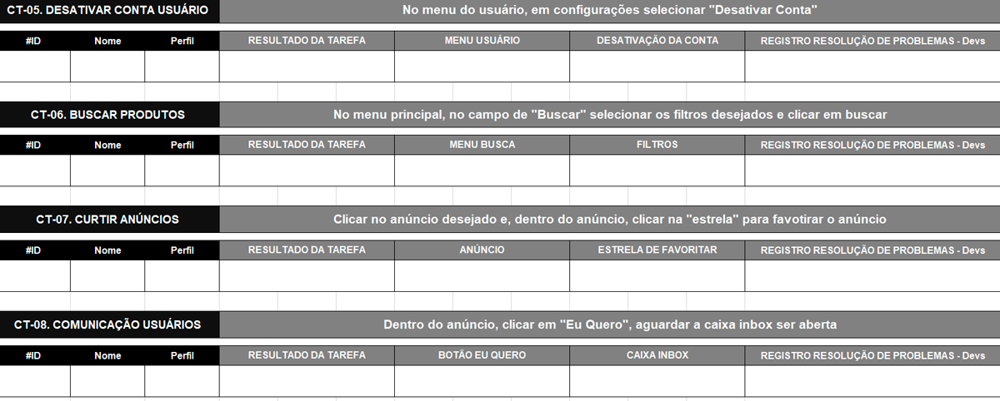 CT-05. DESATIVAR CONTA USUÁRIO No menu do usuário, em configurações selecionar "Desativar Conta"
#ID Nome Perfil RESULTADO DA TAREFA MENU USUÁRIO DESATIVAÇÃO DA CONTA REGISTRO RESOLUÇÃO DE PROBLEMAS - Devs
CT-06. BUSCAR PRODUTOS No menu principal, no campo de "Buscar" selecionar os filtros desejados e clicar em buscar
#ID Nome Perfil RESULTADO DA TAREFA MENU BUSCA FILTROS REGISTRO RESOLUÇÃO DE PROBLEMAS - Devs
CT-07. CURTIR ANÚNCIOS Clicar no anúncio desejado e, dentro do anúncio, clicar na "estrela" para favotirar o anúncio
#ID Nome Perfil RESULTADO DA TAREFA ANÚNCIO ESTRELA DE FAVORITAR REGISTRO RESOLUÇÃO DE PROBLEMAS - Devs
CT-08. COMUNICAÇÃO USUÁRIOS Dentro do anúncio, clicar em "Eu Quero", aguardar a caixa inbox ser aberta
#ID Nome Perfil RESULTADO DA TAREFA BOTÃO EU QUERO CAIXA INBOX REGISTRO RESOLUÇÃO DE PROBLEMAS - Devs